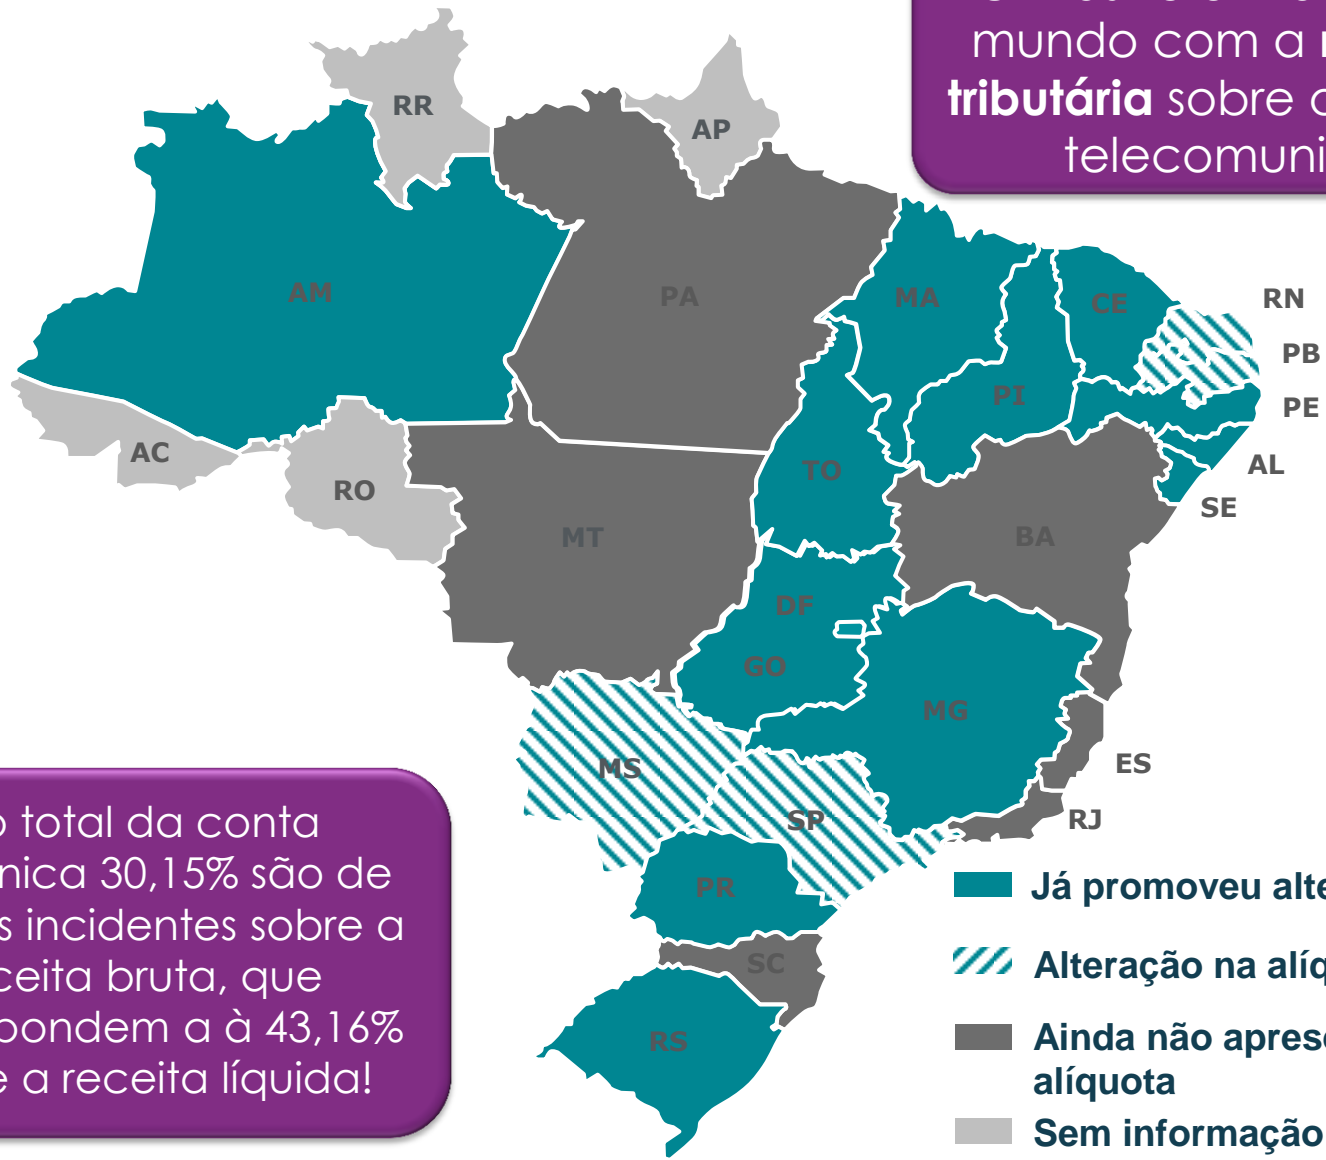 mundo com a
tributária sobre
telecomuni
RR
AP
AM
PA
MA
CE
RN
PB
PI
PE
AC
RO
TO
AL
SE
MT
BA
DF
GO
MG
MS
ES
SP
RJ
PR
SC
RS
total da conta
nica 30,15% são de
s incidentes sobre a
ceita bruta, que
pondem a à 43,16%
e a receita líquida!
Já promoveu alte
Alteração na alíq
Ainda não aprese
alíquota
Sem informação